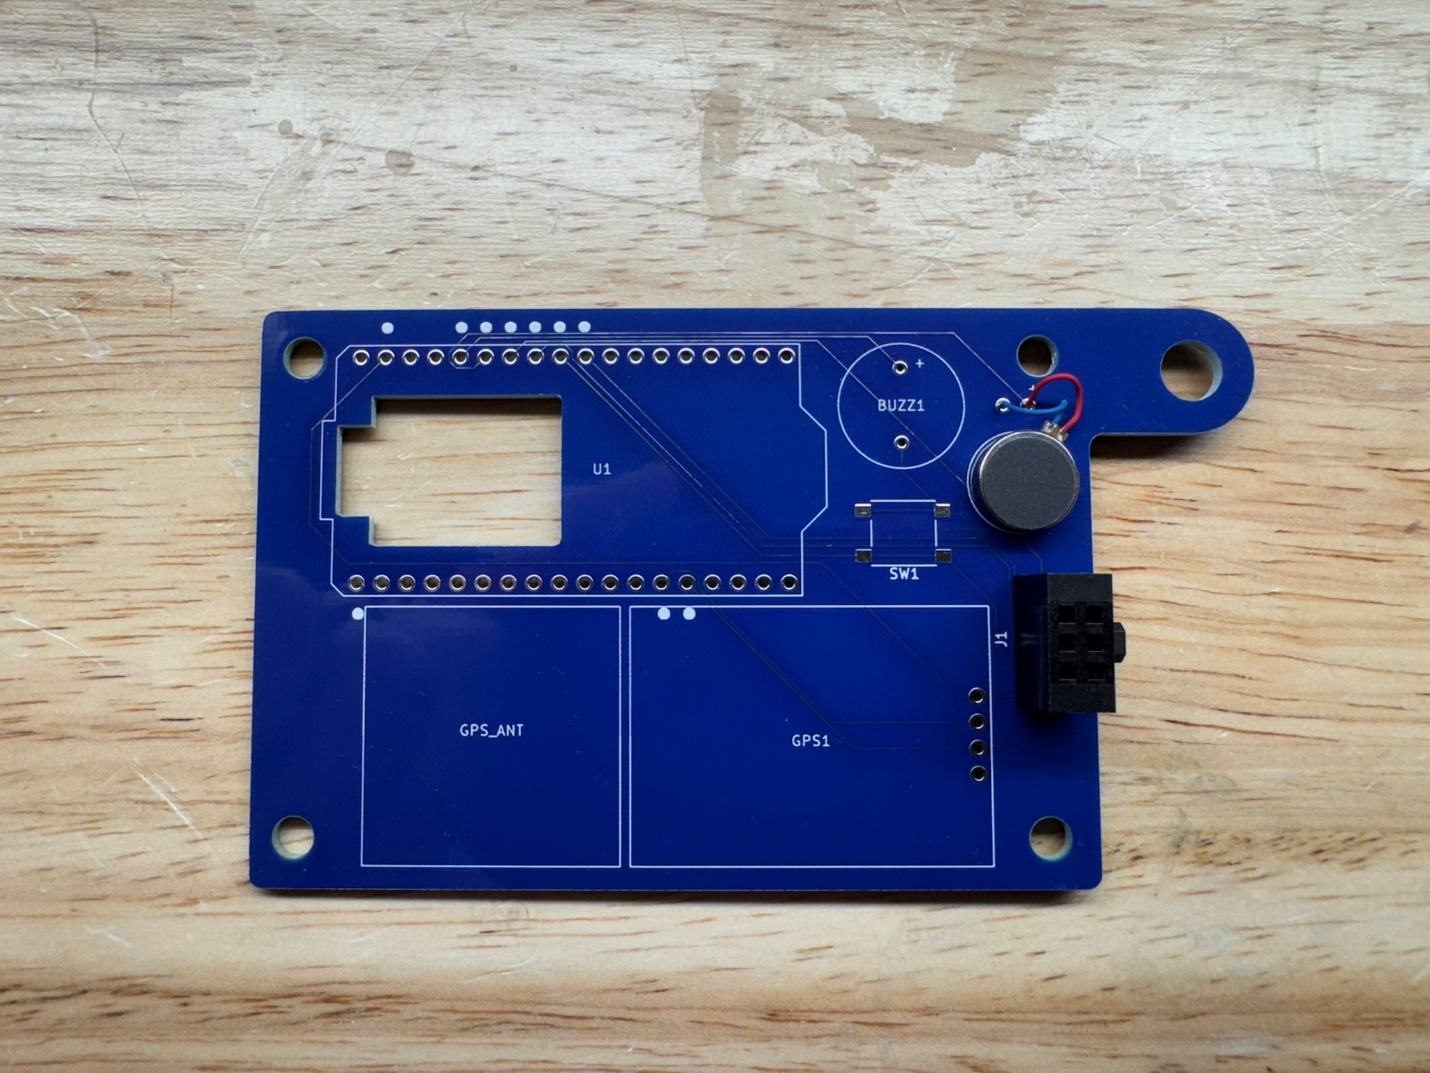 +
BUZZ1
+
U1
SW1
J1
GPS_ANT
GPS1